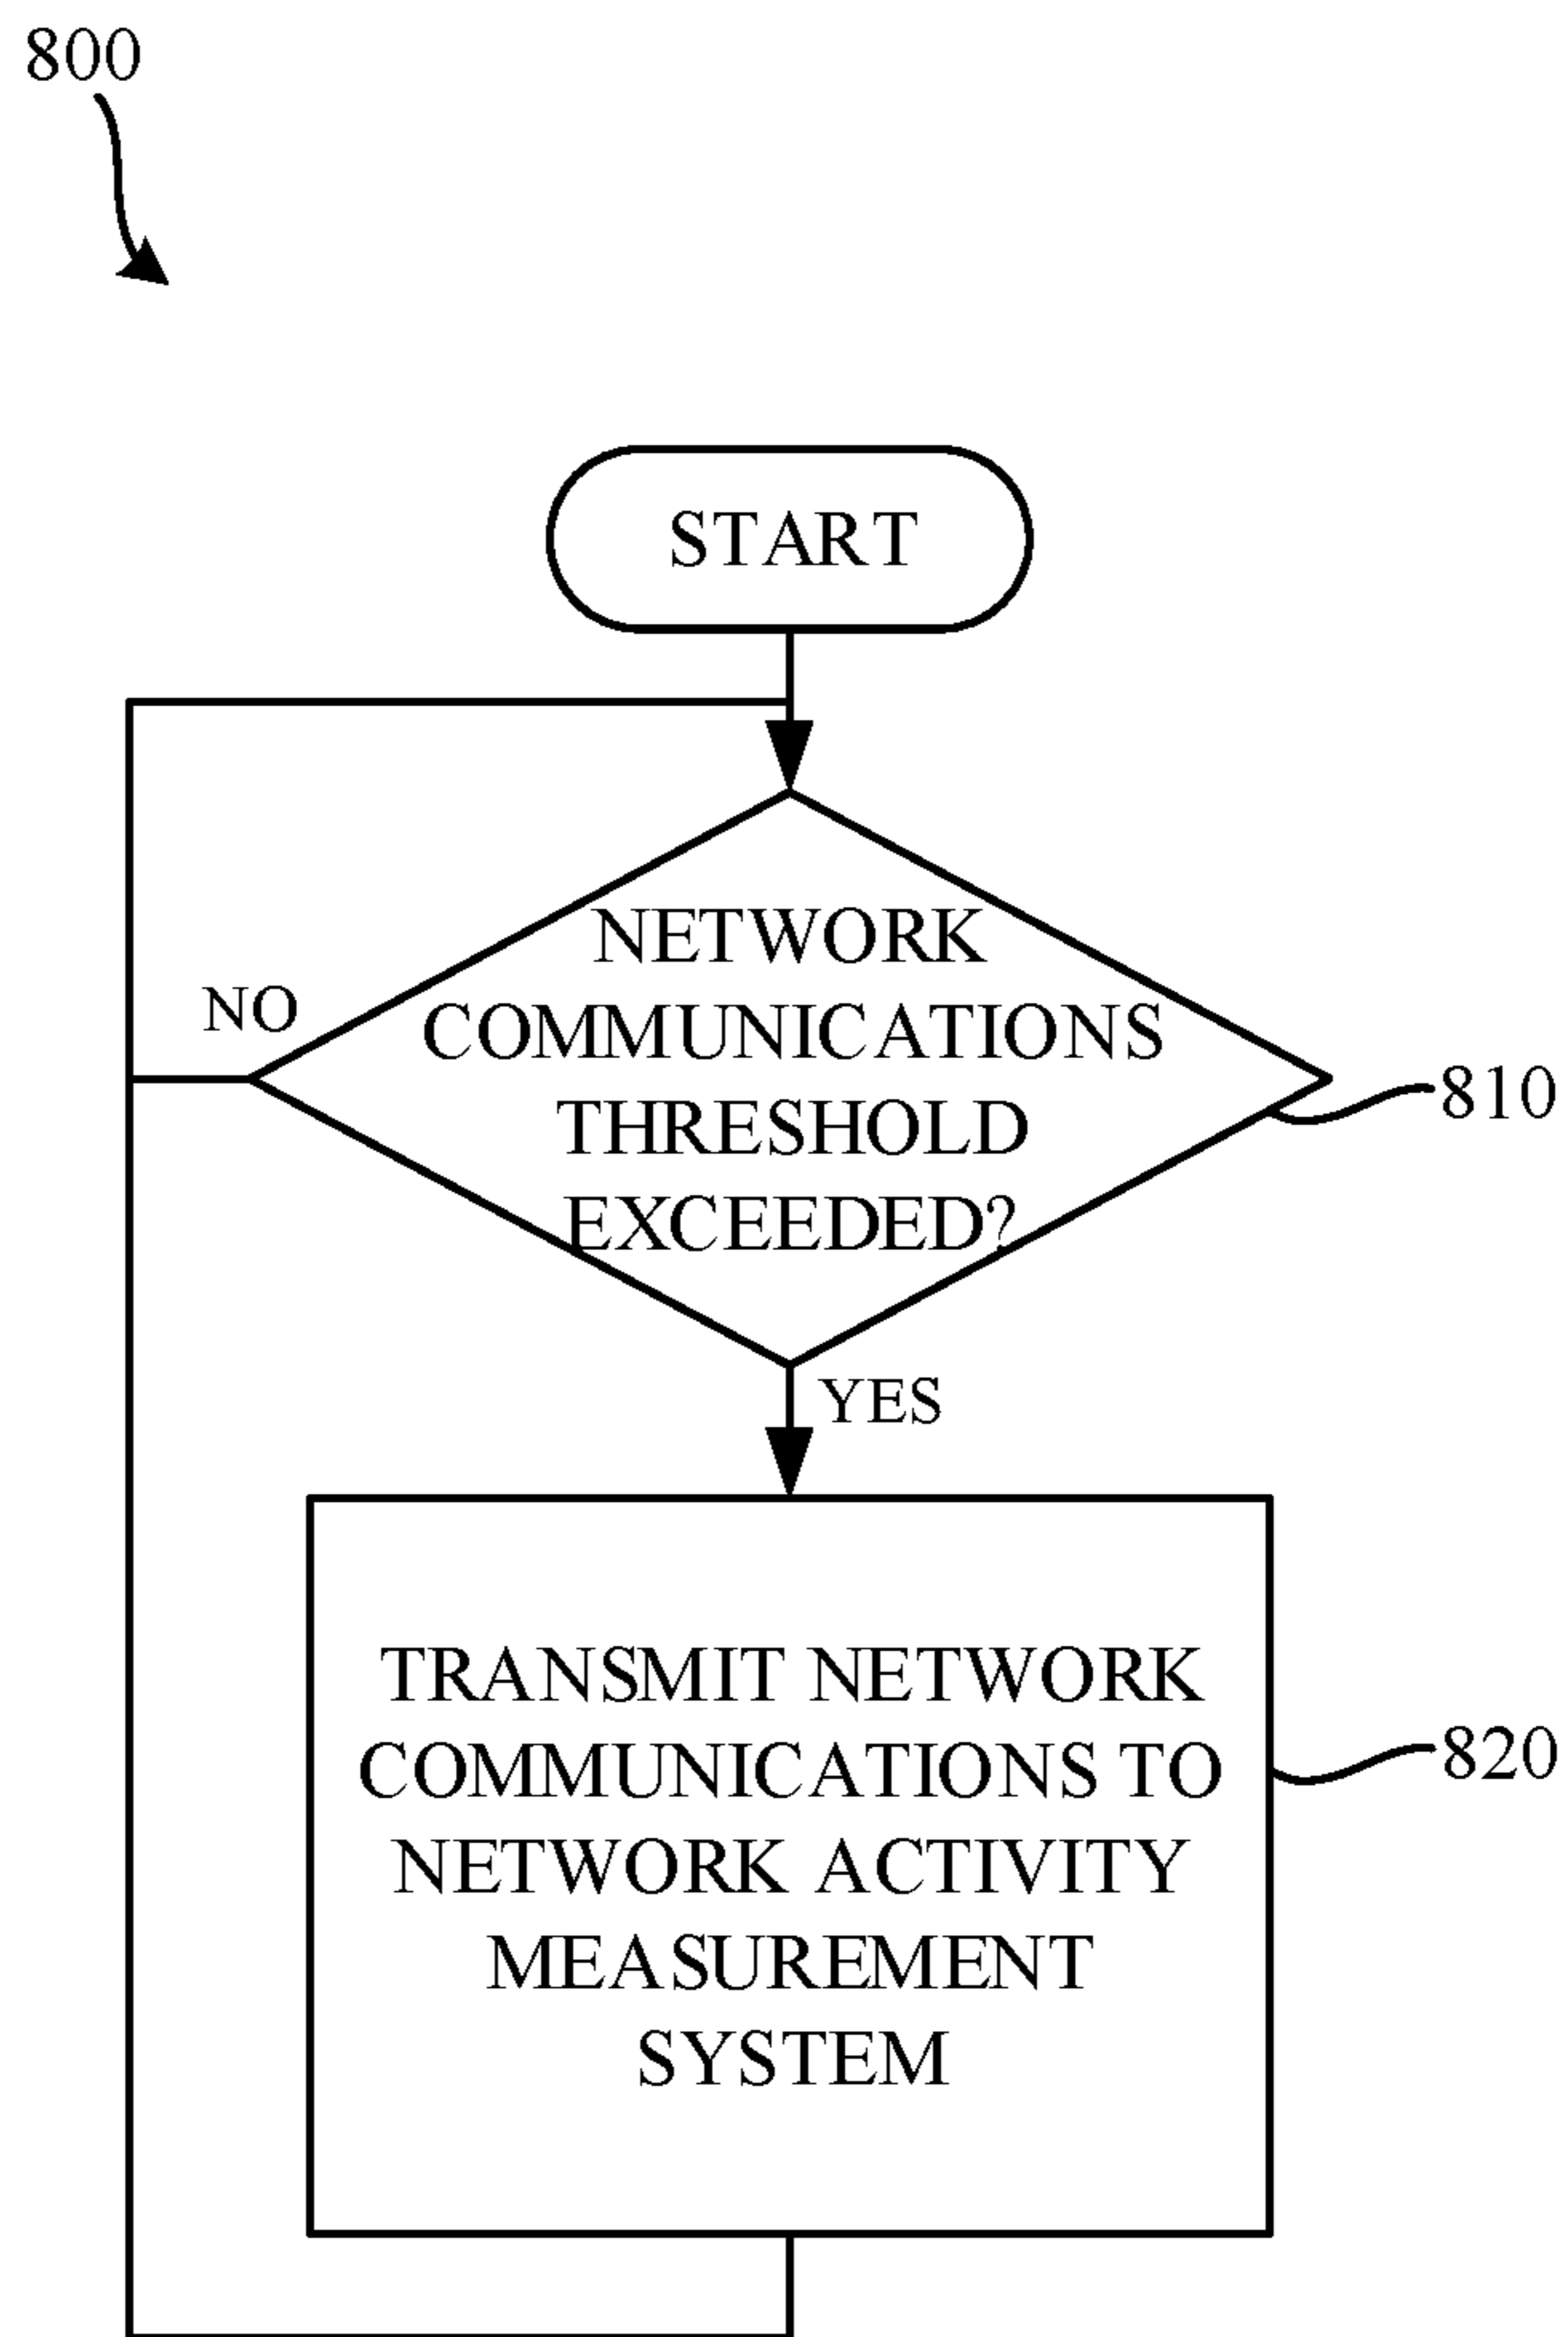 800
START
NETWORK
COMMUNICATIONS
THRESHOLD
EXCEEDED?
NO
810
YES
TRANSMIT NETWORK
COMMUNICATIONS TO
NETWORK ACTIVITY
MEASUREMENT
SYSTEM
820